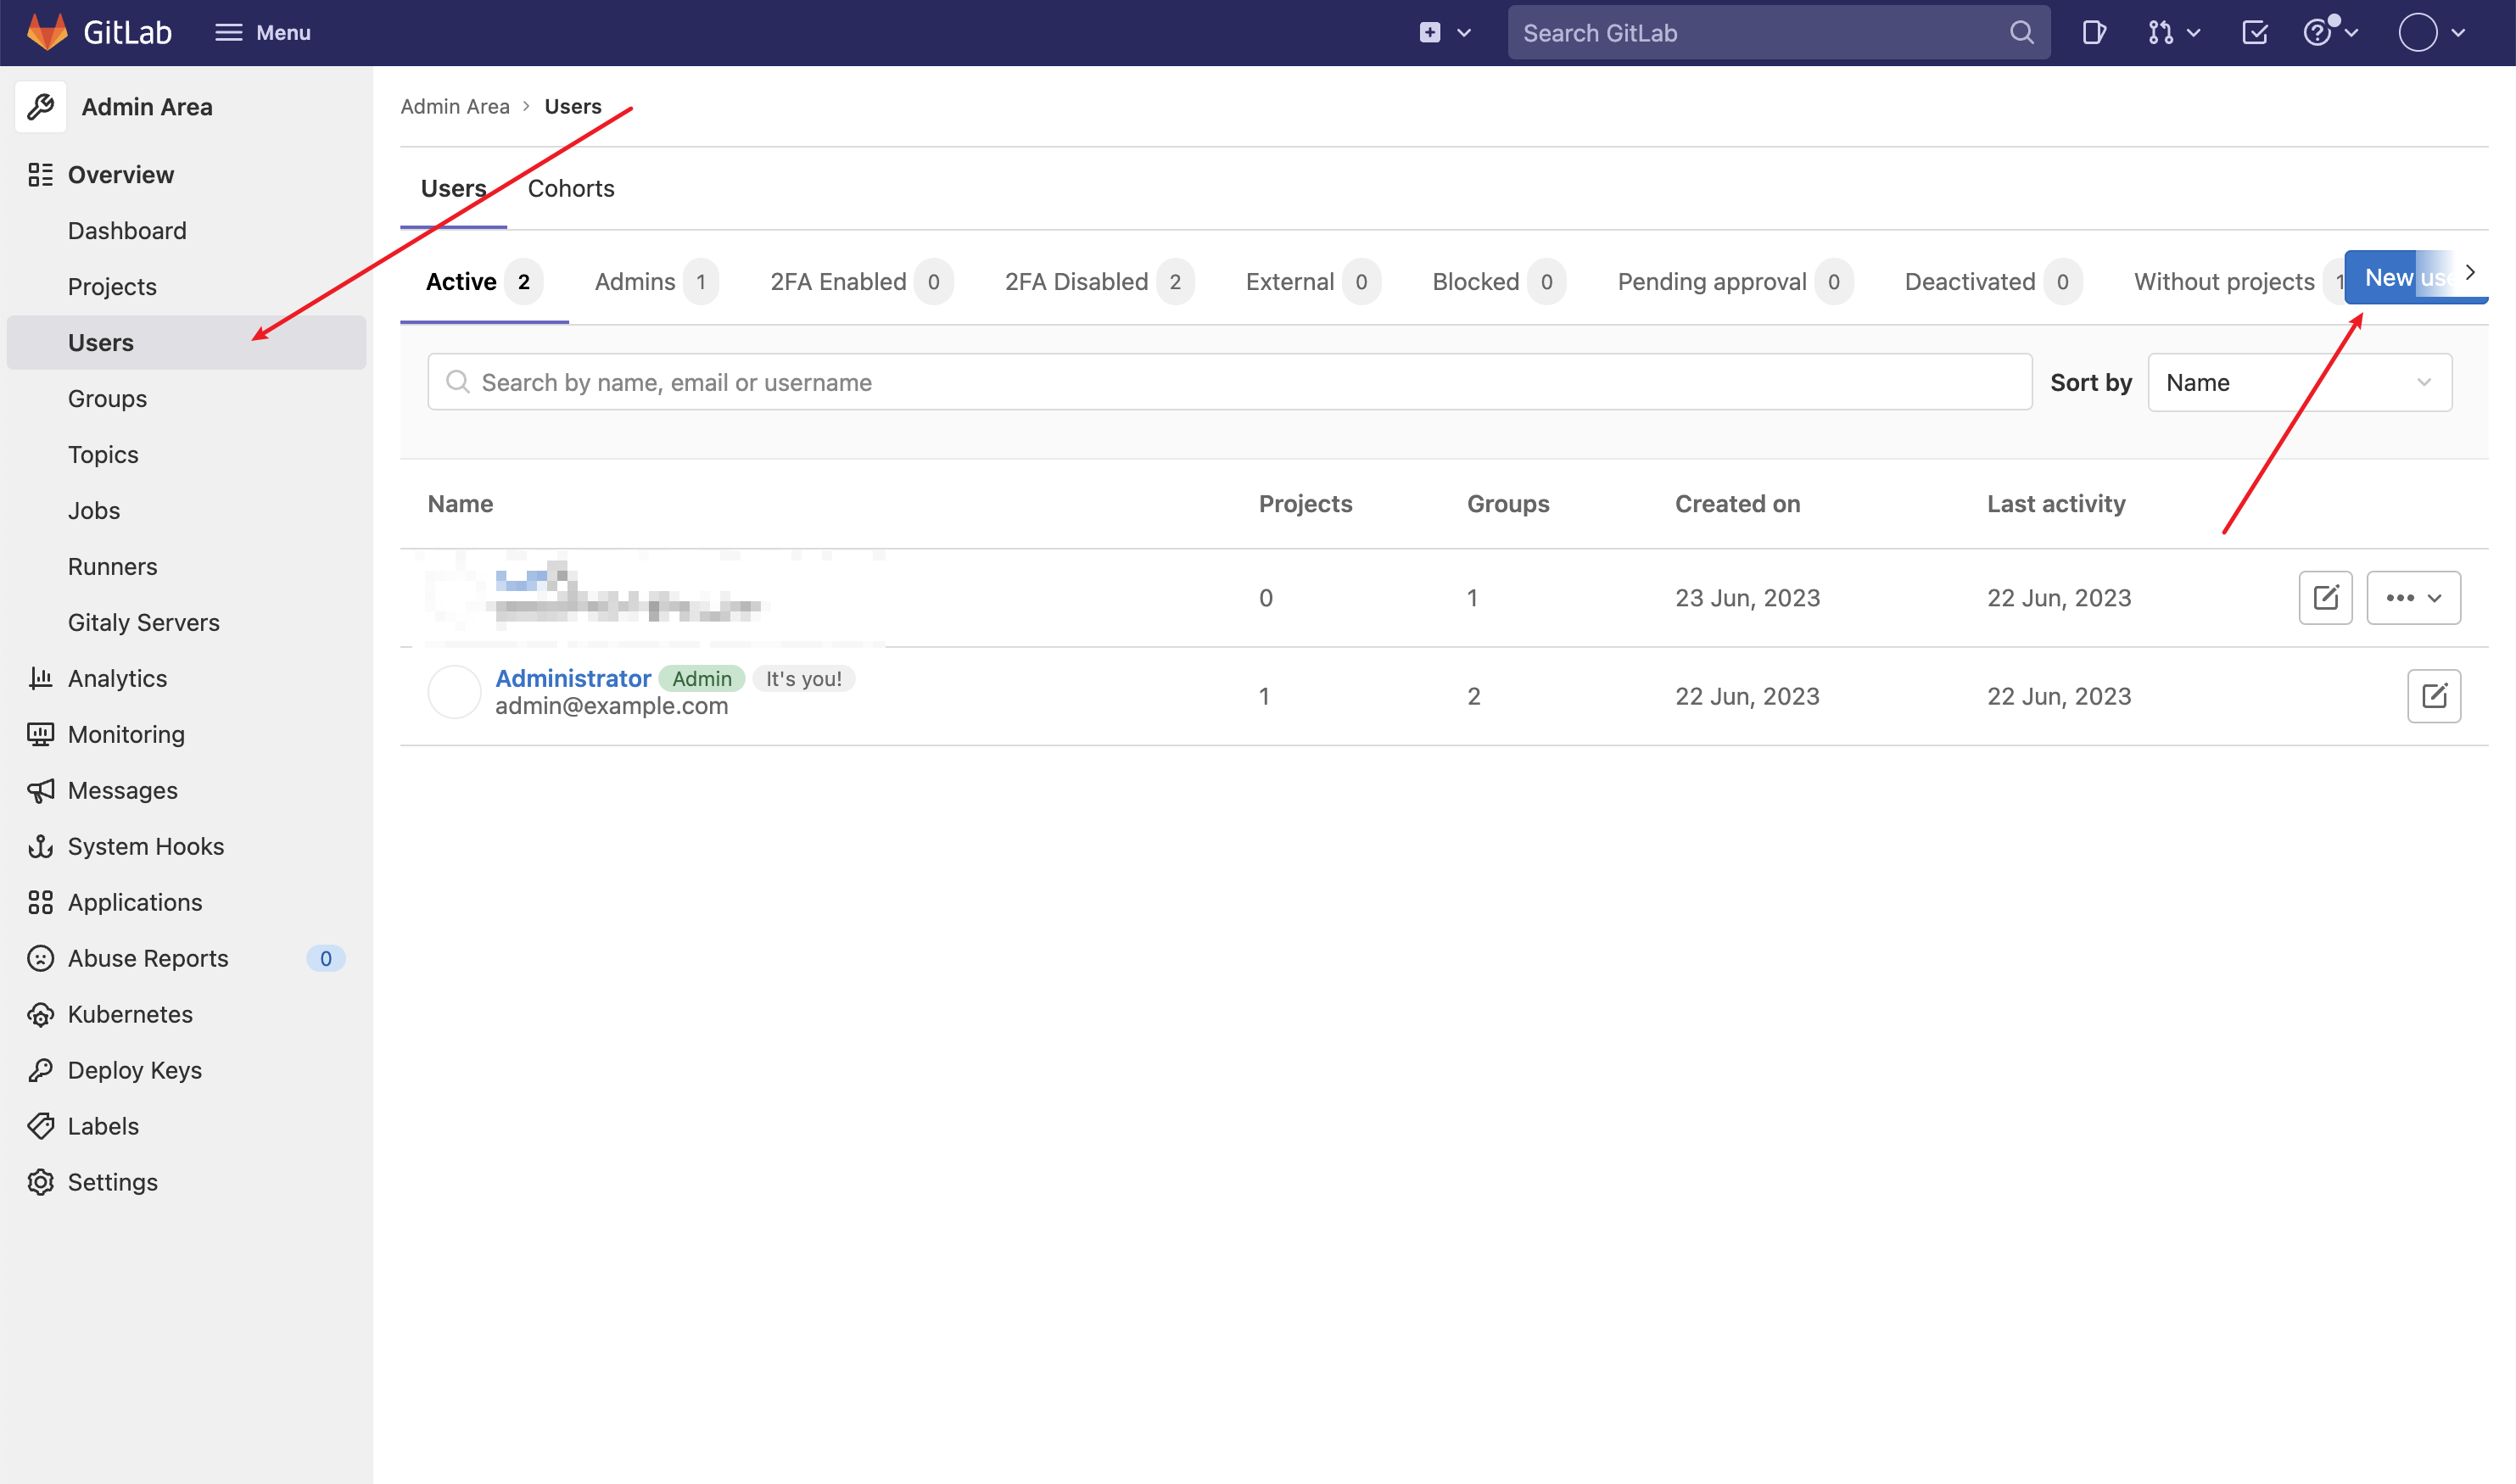 GitLab Menu Search GitLab
Admin Area
Overview
Dashboard
Projects
Users
Groups
Topics
Jobs
Runners
Gitaly Servers
Analytics
Monitoring
Messages
System Hooks
Applications
Abuse Reports 0
Kubernetes
Deploy Keys
Labels
Settings
Admin Area > Users
Users Cohorts
Active 2 Admins 1 2FA Enabled 0 2FA Disabled 2 External 0 Blocked 0 Pending approval 0 Deactivated 0 Without projects 1 New use
Search by name, email or username Sort by Name
Name Projects Groups Created on Last activity
0 1 23 Jun, 2023 22 Jun, 2023
Administrator Admin It's you!
admin@example.com
1 2 22 Jun, 2023 22 Jun, 2023